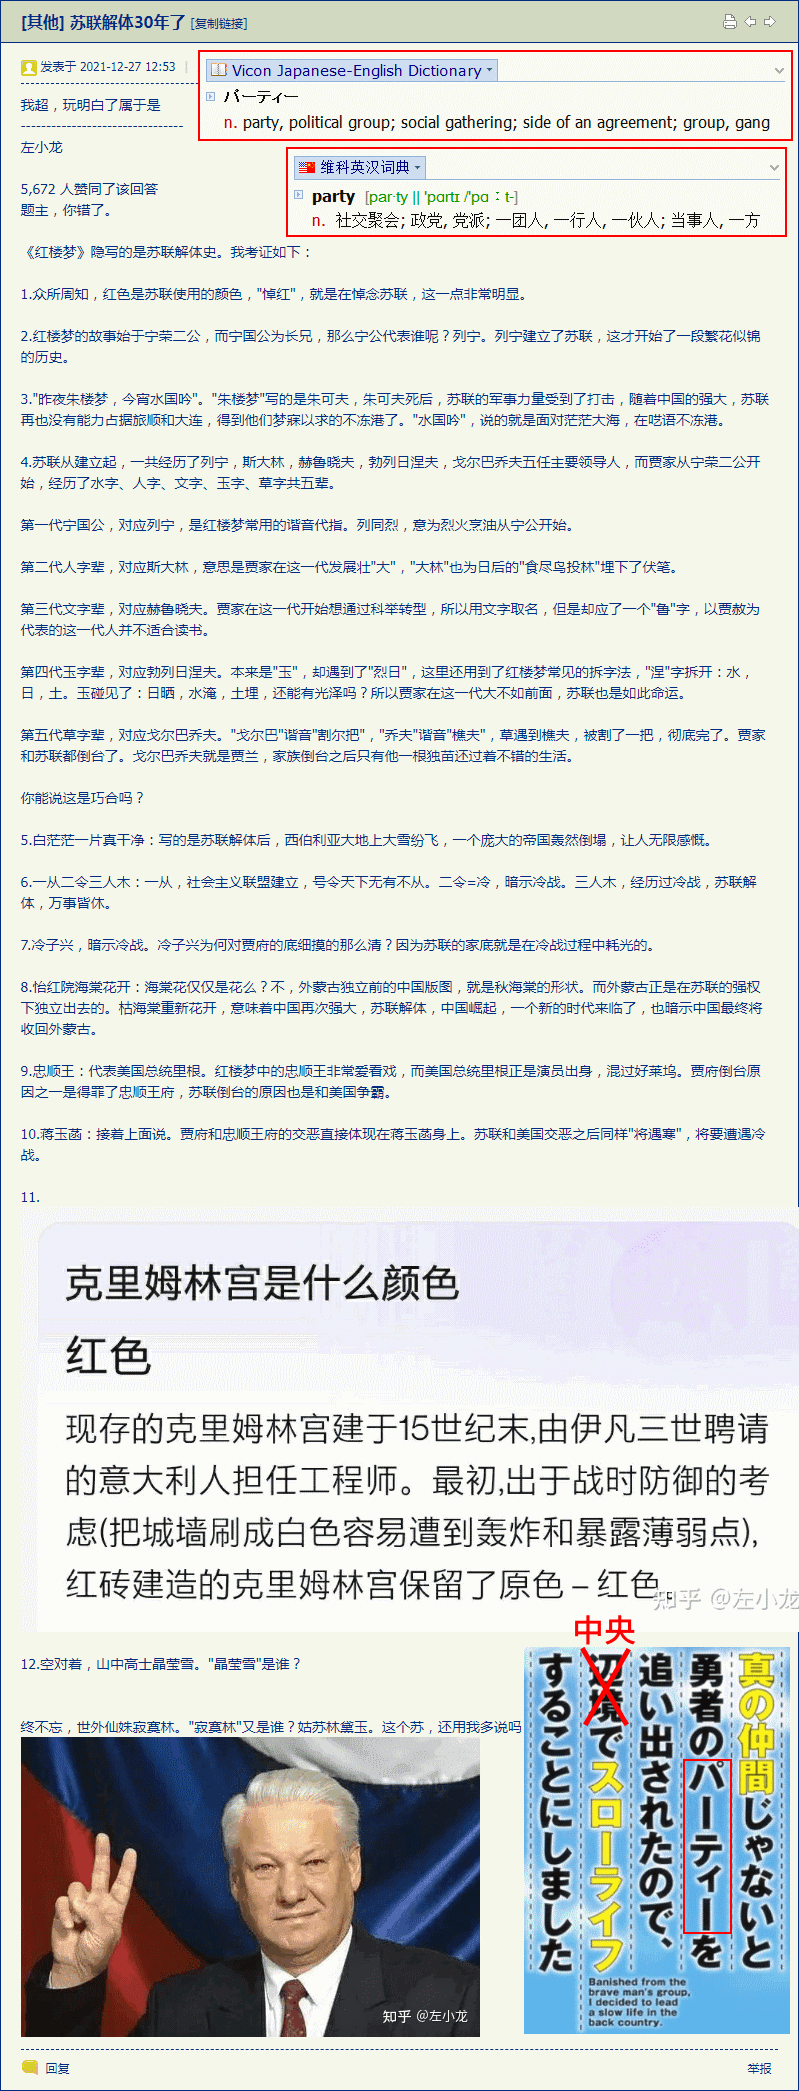 [其他] 苏联解体30年了 [复制链接]
发表于 2021-12-27 12:53
Vicon Japanese-English Dictionary
パーティー
n. party, political group; social gathering; side of an agreement; group, gang
我超，玩明白了属于是
--------------------------------
左小龙
维科英汉词典
party [par·ty || 'pɑrtɪ /'pɑː t-]
n. 社交聚会; 政党, 党派; 一团人, 一行人, 一伙人; 当事人, 一方
5,672 人赞同了该回答
题主，你错了。
《红楼梦》隐写的是苏联解体史。我考证如下：
1.众所周知，红色是苏联使用的颜色，"悼红"，就是在悼念苏联，这一点非常明显。
2.红楼梦的故事始于宁荣二公，而宁国公为长兄，那么宁公代表谁呢？列宁。列宁建立了苏联，这才开始了一段繁花似锦
的历史。
3."昨夜朱楼梦，今宵水国吟"。"朱楼梦"写的是朱可夫，朱可夫死后，苏联的军事力量受到了打击，随着中国的强大，苏联
再也没有能力占据旅顺和大连，得到他们梦寐以求的不冻港了。"水国吟"，说的就是面对茫茫大海，在呓语不冻港。
4.苏联从建立起，一共经历了列宁，斯大林，赫鲁晓夫，勃列日涅夫，戈尔巴乔夫五任主要领导人，而贾家从宁荣二公开
始，经历了水字、人字、文字、玉字、草字共五辈。
第一代宁国公，对应列宁，是红楼梦常用的谐音代指。列同烈，意为烈火烹油从宁公开始。
第二代人字辈，对应斯大林，意思是贾家在这一代发展壮"大"，"大林"也为日后的"食尽鸟投林"埋下了伏笔。
第三代文字辈，对应赫鲁晓夫。贾家在这一代开始想通过科举转型，所以用文字取名，但是却应了一个"鲁"字，以贾赦为
代表的这一代人并不适合读书。
第四代玉字辈，对应勃列日涅夫。本来是"玉"，却遇到了"烈日"，这里还用到了红楼梦常见的拆字法，"涅"字拆开：水，
日，土。玉碰见了：日晒，水淹，土埋，还能有光泽吗？所以贾家在这一代大不如前面，苏联也是如此命运。
第五代草字辈，对应戈尔巴乔夫。"戈尔巴"谐音"割尔把"，"乔夫"谐音"樵夫"，草遇到樵夫，被割了一把，彻底完了。贾家
和苏联都倒台了。戈尔巴乔夫就是贾兰，家族倒台之后只有他一根独苗还过着不错的生活。
你能说这是巧合吗？
5.白茫茫一片真干净：写的是苏联解体后，西伯利亚大地上大雪纷飞，一个庞大的帝国轰然倒塌，让人无限感慨。
6.一从二令三人木：一从，社会主义联盟建立，号令天下无有不从。二令=冷，暗示冷战。三人木，经历过冷战，苏联解
体，万事皆休。
7.冷子兴，暗示冷战。冷子兴为何对贾府的底细摸的那么清？因为苏联的家底就是在冷战过程中耗光的。
8.怡红院海棠花开：海棠花仅仅是花么？不，外蒙古独立前的中国版图，就是秋海棠的形状。而外蒙古正是在苏联的强权
下独立出去的。枯海棠重新花开，意味着中国再次强大，苏联解体，中国崛起，一个新的时代来临了，也暗示中国最终将
收回外蒙古。
9.忠顺王：代表美国总统里根。红楼梦中的忠顺王非常爱看戏，而美国总统里根正是演员出身，混过好莱坞。贾府倒台原
因之一是得罪了忠顺王府，苏联倒台的原因也是和美国争霸。
10.蒋玉菡：接着上面说。贾府和忠顺王府的交恶直接体现在蒋玉菡身上。苏联和美国交恶之后同样"将遇寒"，将要遭遇冷
战。
11.
克里姆林宫是什么颜色
红色
现存的克里姆林宫建于15世纪末,由伊凡三世聘请
的意大利人担任工程师。最初,出于战时防御的考
虑(把城墙刷成白色容易遭到轰炸和暴露薄弱点),
红砖建造的克里姆林宫保留了原色 – 红色。
知乎 @左小龙
12.空对着，山中高士晶莹雪。"晶莹雪"是谁？
终不忘，世外仙姝寂寞林。"寂寞林"又是谁？姑苏林黛玉。这个苏，还用我多说吗
中央
真の仲間じゃないと
勇者のパーティーを
追い出されたので、
辺境でスローライフ
することにしました
Banished from the
brave man's group,
I decided to lead
a slow life in the
back country.
知乎 @左小龙
回复
举报